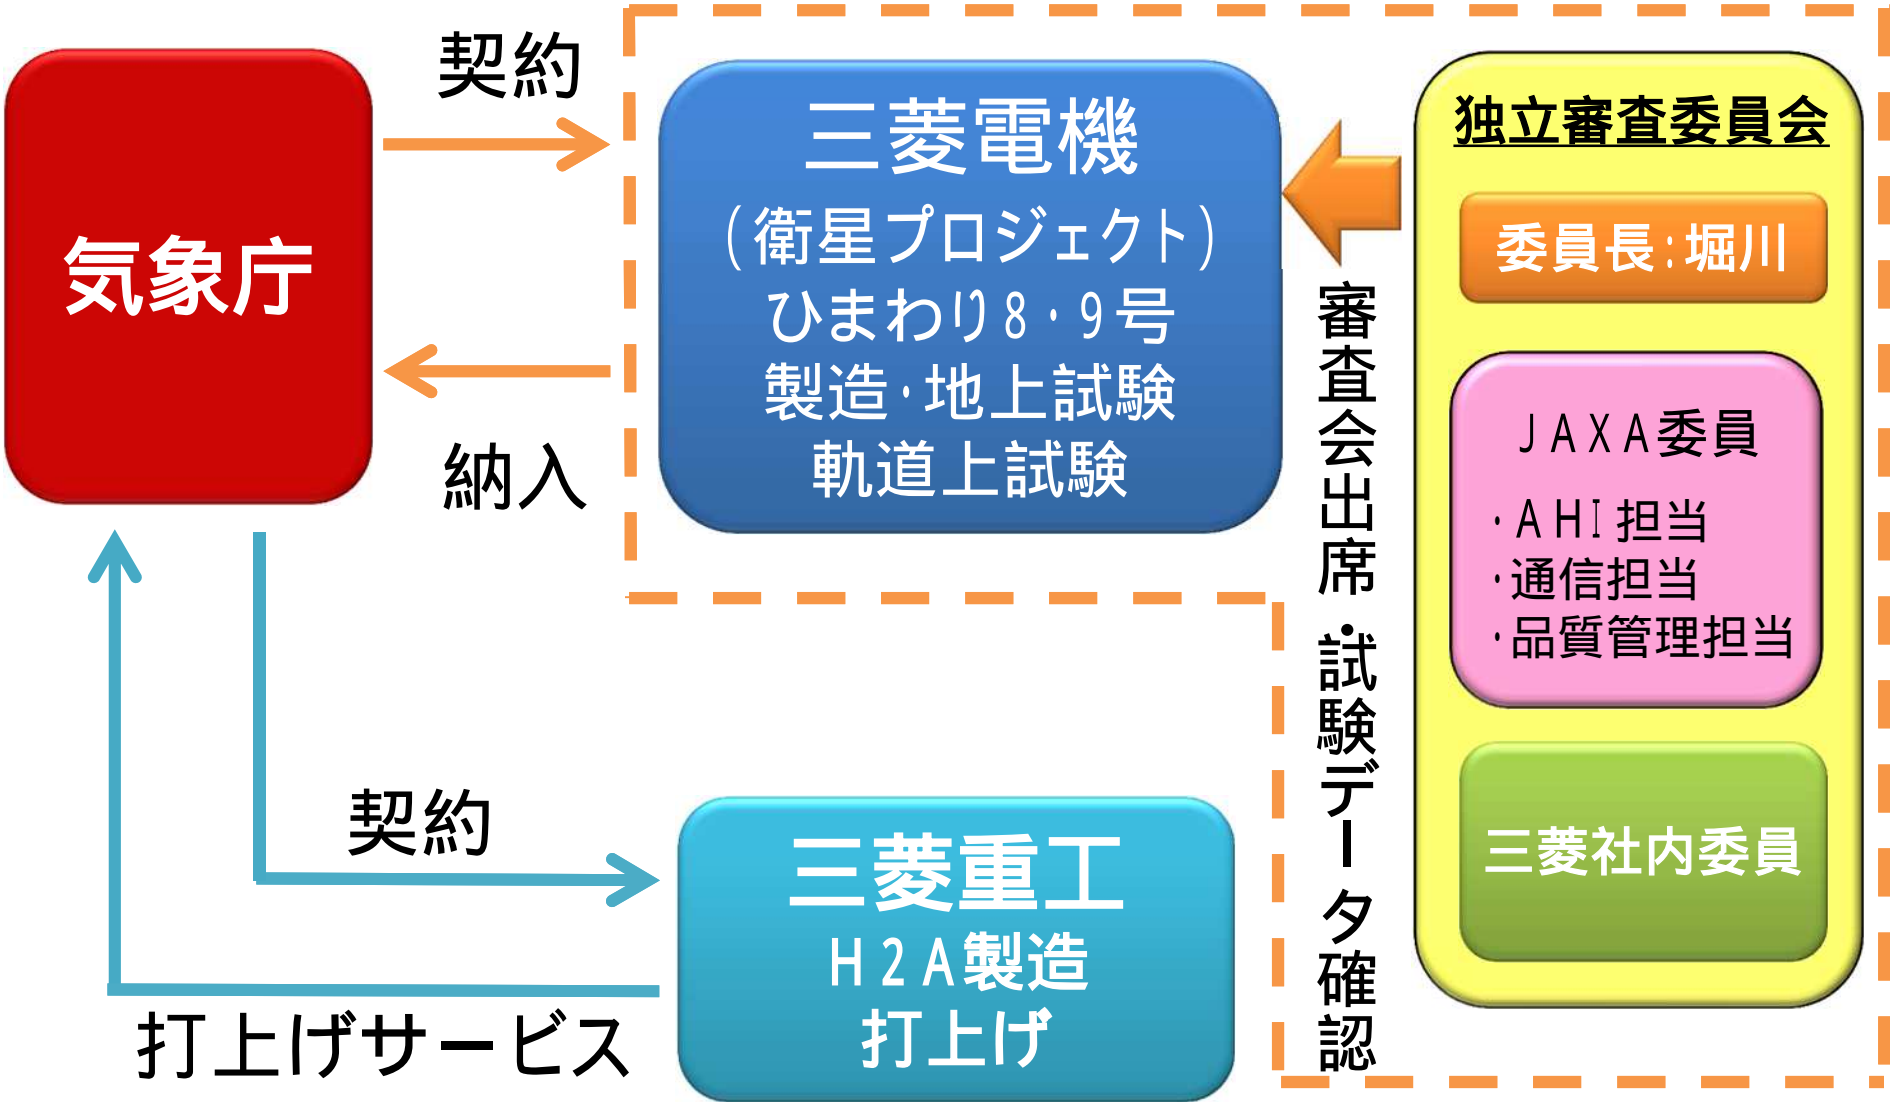 気象庁
契約
納入
三菱電機
(衛星プロジェクト)
ひまわり8・9号
製造・地上試験
軌道上試験
審査会出席・試験データ確認
独立審査委員会
委員長:堀川
JAXA委員
・AHI担当
・通信担当
・品質管理担当
三菱社内委員
契約
打上げサービス
三菱重工
H2A製造
打上げ